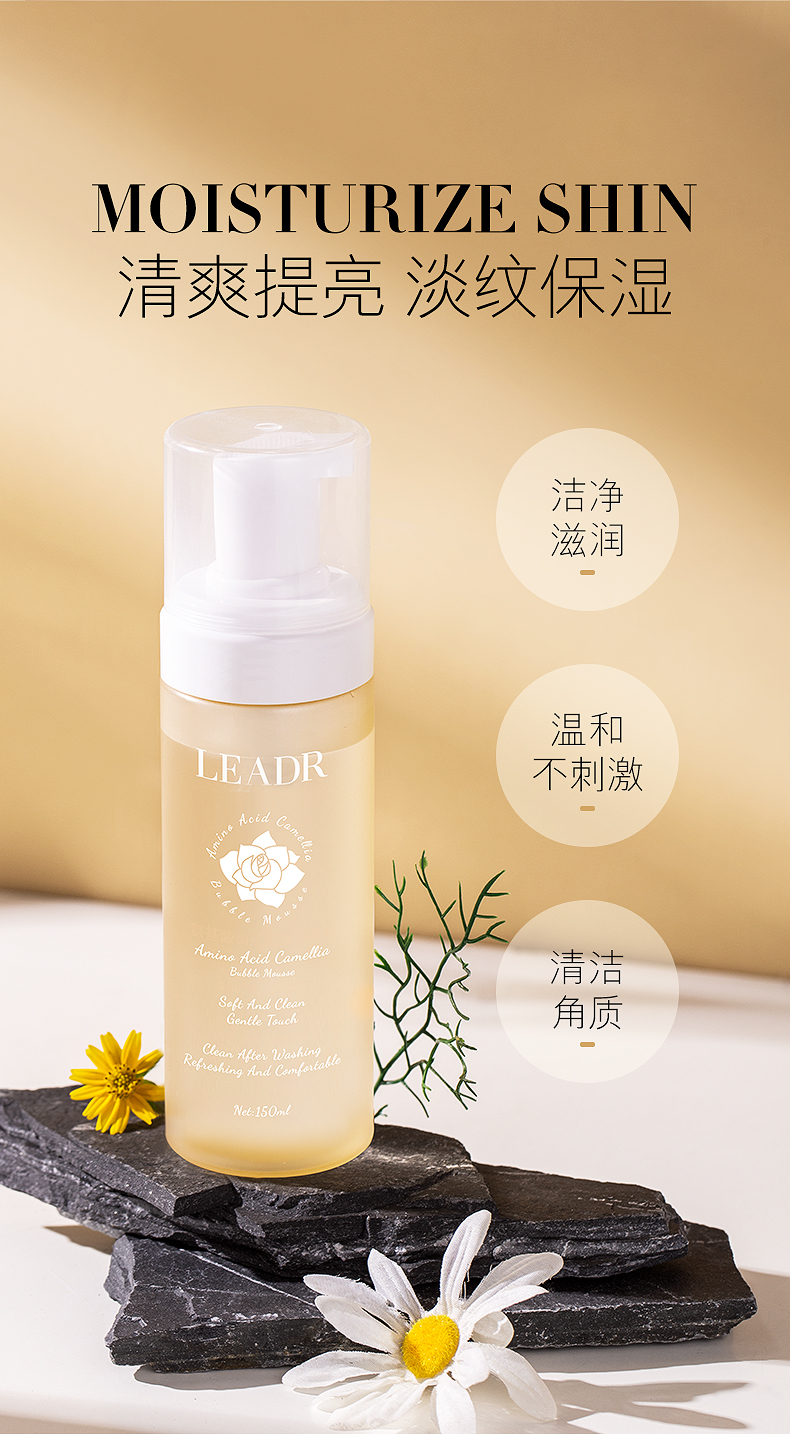 MOISTURIZE SHIN
清爽提亮 淡纹保湿
洁净
滋润
温和
不刺激
清洁
角质
LEADR
Amino Acid Camellia
Bubble Mousse
Amino Acid Camellia
Bubble Mousse
Soft And Clean
Gentle Touch
Clean After Washing
Refreshing And Comfortable
Net:150ml